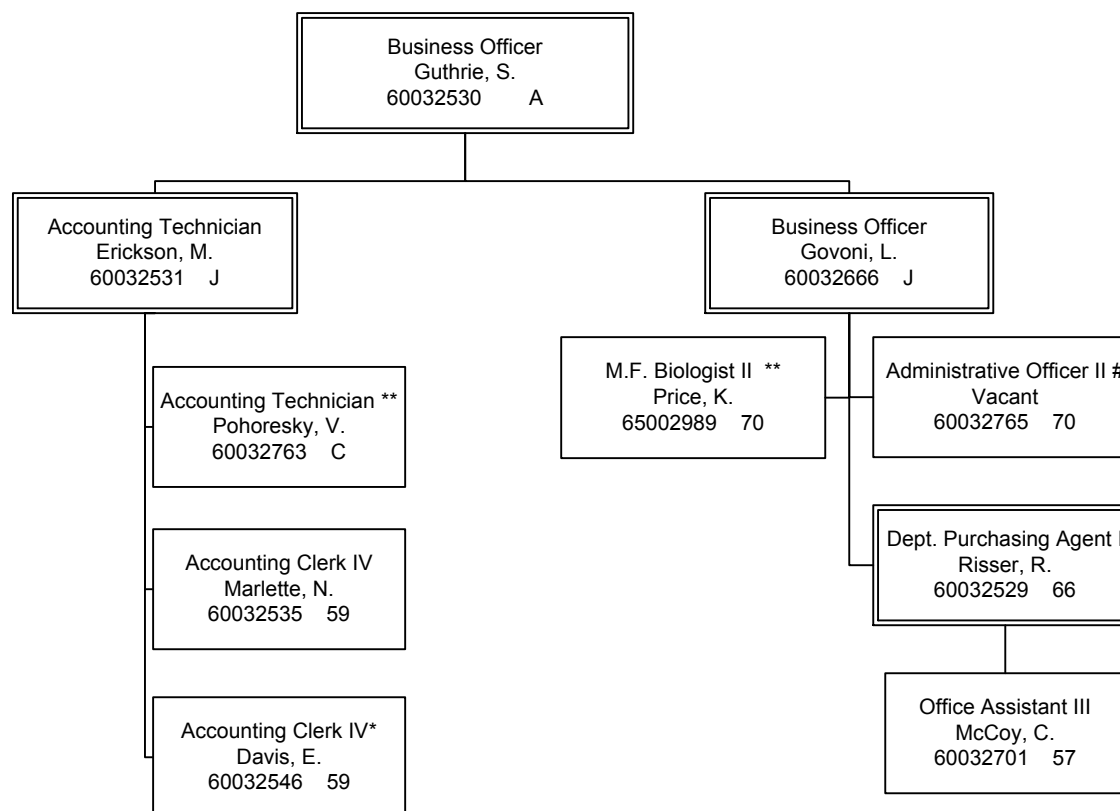 Business Officer
Guthrie, S.
60032530 A
Accounting Technician
Erickson, M.
60032531 J
Business Officer
Govoni, L.
60032666 J
Accounting Technician **
Pohoresky, V.
60032763 C
Accounting Clerk IV
Marlette, N.
60032535 59
Accounting Clerk IV*
Davis, E.
60032546 59
M.F. Biologist II **
Price, K.
65002989 70
Administrative Officer II #
Vacant
60032765 70
Dept. Purchasing Agent
Risser, R.
60032529 66
Office Assistant III
McCoy, C.
60032701 57